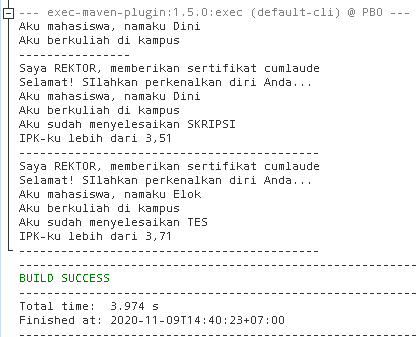 --- exec-maven-plugin:1.5.0:exec (default-cli) @ PBO ---
Aku mahasiswa, namaku Dini
Aku berkuliah di kampus
----------------
Saya REKTOR, memberikan sertifikat cumlaude
Selamat! SIlahkan perkenalkan diri Anda...
Aku mahasiswa, namaku Dini
Aku berkuliah di kampus
Aku sudah menyelesaikan SKRIPSI
IPK-ku lebih dari 3,51
-------------------------------------------
Saya REKTOR, memberikan sertifikat cumlaude
Selamat! SIlahkan perkenalkan diri Anda...
Aku mahasiswa, namaku Elok
Aku berkuliah di kampus
Aku sudah menyelesaikan TES
IPK-ku lebih dari 3,71
-------------------------------------------
------------------------------------------------------------------------
BUILD SUCCESS
------------------------------------------------------------------------
Total time:  3.974 s
Finished at: 2020-11-09T14:40:23+07:00
------------------------------------------------------------------------